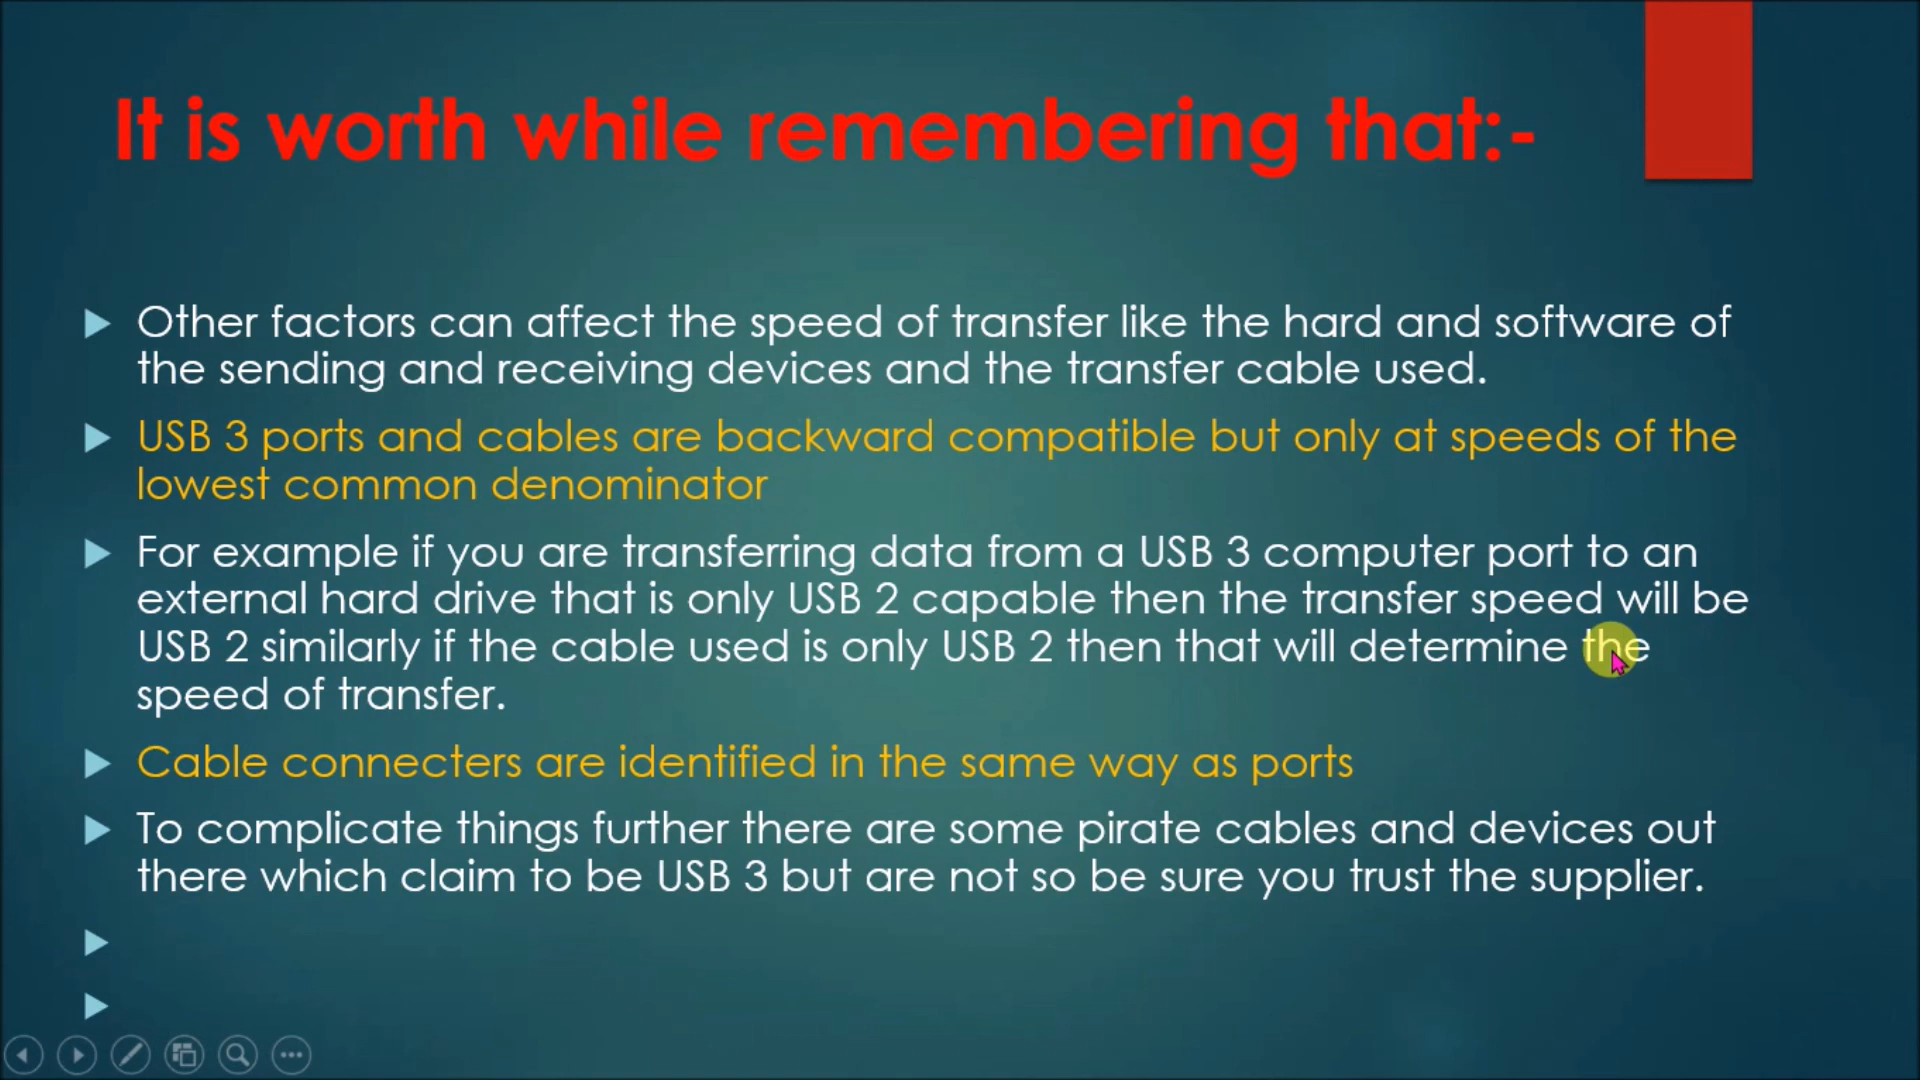 It is worth while remembering that:-
Other factors can affect the speed of transfer like the hard and software of
the sending and receiving devices and the transfer cable used.
USB 3 ports and cables are backward compatible but only at speeds of the
lowest common denominator
For example if you are transferring data from a USB 3 computer port to an
external hard drive that is only USB 2 capable then the transfer speed will be
USB 2 similarly if the cable used is only USB 2 then that will determine the
speed of transfer.
Cable connecters are identified in the same way as ports
To complicate things further there are some pirate cables and devices out
there which claim to be USB 3 but are not so be sure you trust the supplier.